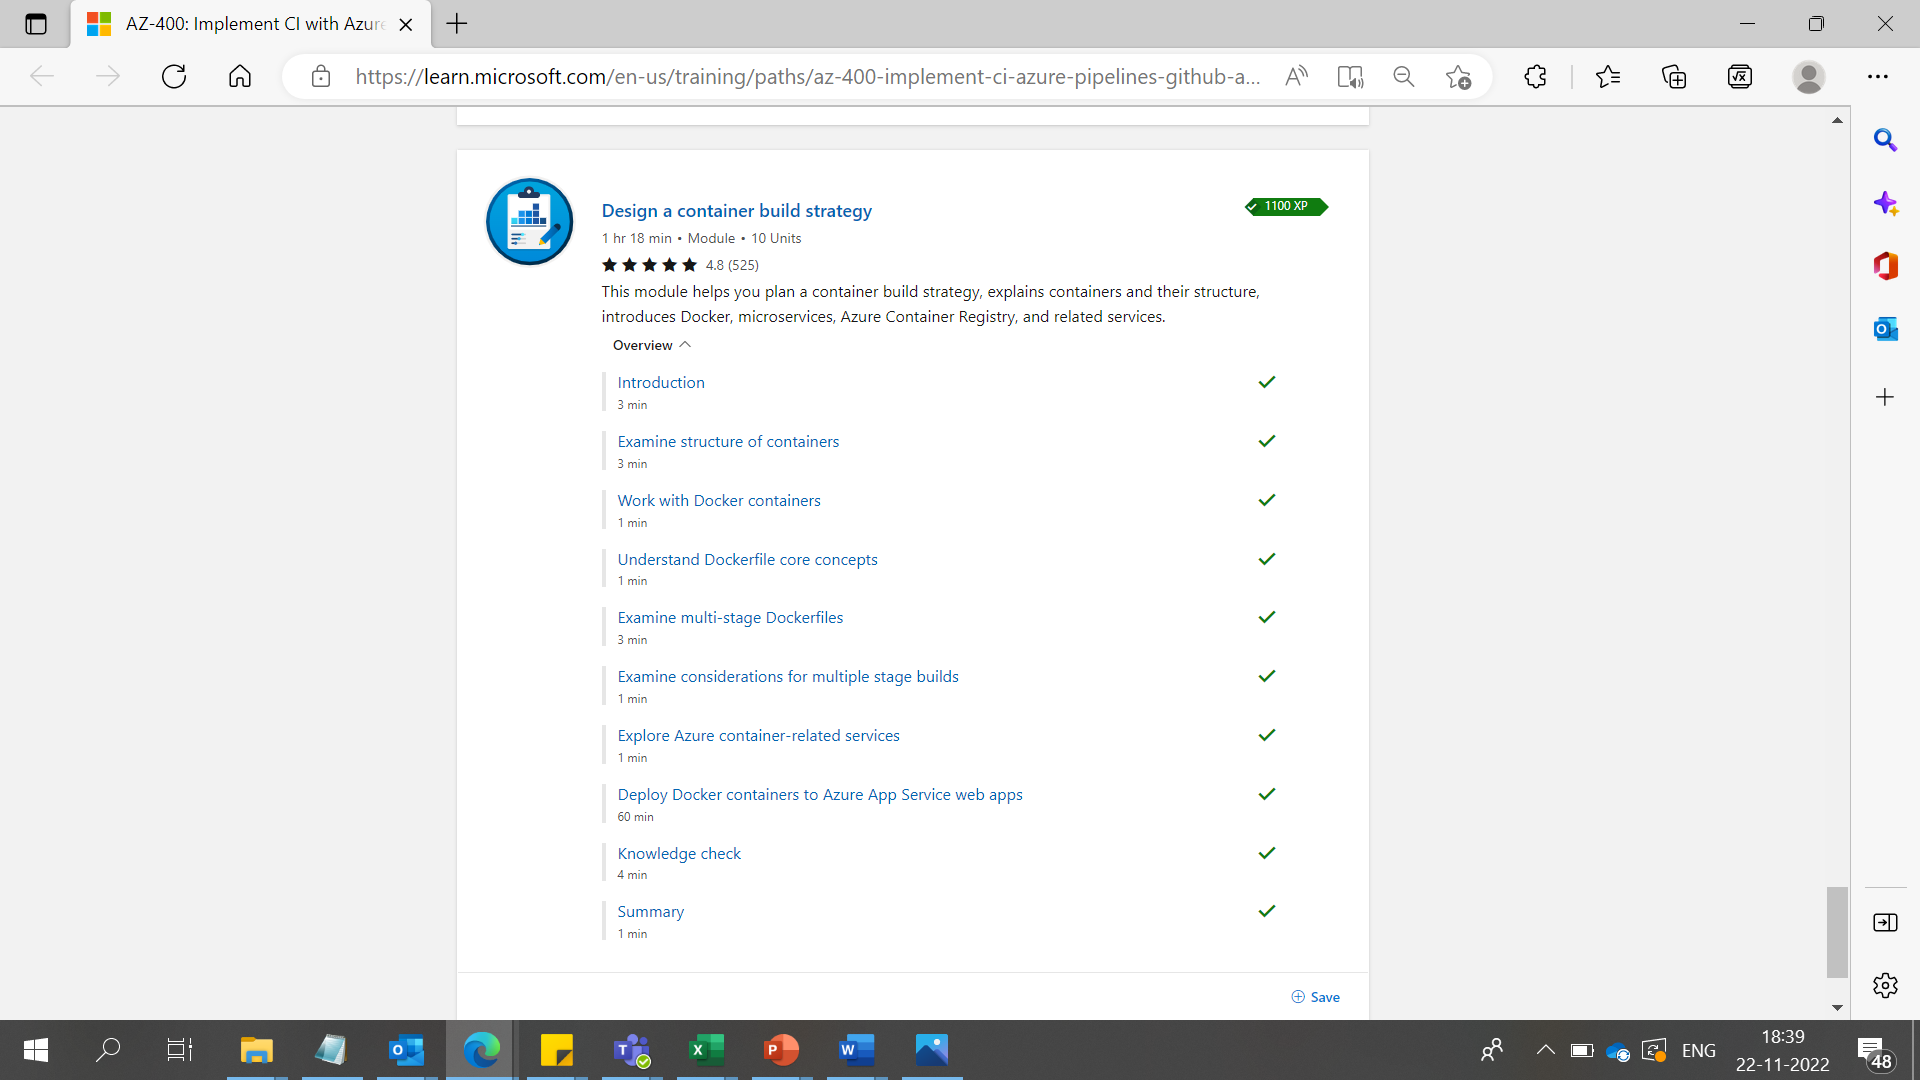 AZ-400: Implement CI with Azure
https://learn.microsoft.com/en-us/training/paths/az-400-implement-ci-azure-pipelines-github-a...
Design a container build strategy
1100 XP
1 hr 18 min • Module • 10 Units
4.8 (525)
This module helps you plan a container build strategy, explains containers and their structure,
introduces Docker, microservices, Azure Container Registry, and related services.
Overview
Introduction
3 min
Examine structure of containers
3 min
Work with Docker containers
1 min
Understand Dockerfile core concepts
1 min
Examine multi-stage Dockerfiles
3 min
Examine considerations for multiple stage builds
1 min
Explore Azure container-related services
1 min
Deploy Docker containers to Azure App Service web apps
60 min
Knowledge check
4 min
Summary
1 min
Save
ENG
18:39
22-11-2022
48